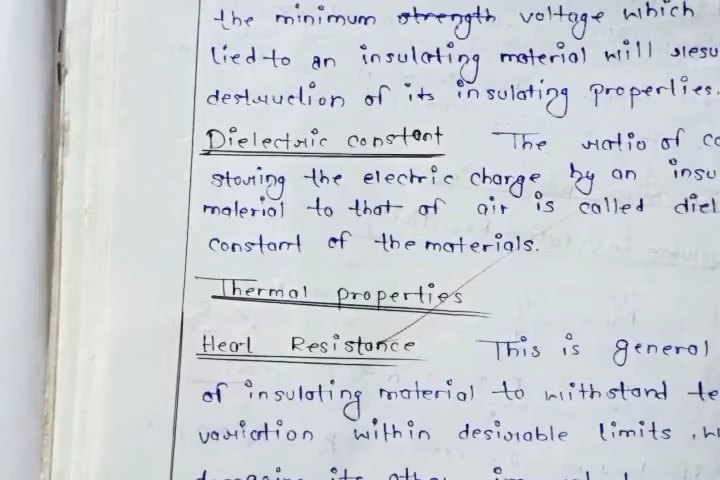 the minimum strength voltage which
lied to an insulating material will resu
destruction of its insulating properties.
Dielectric constant The ratio of co
storing the electric charge by an insu
material to that of air is called diel
constant of the materials.
Thermal properties
Heat Resistance This is general
of insulating material to withstand te
variation within desirable limits, w
its other